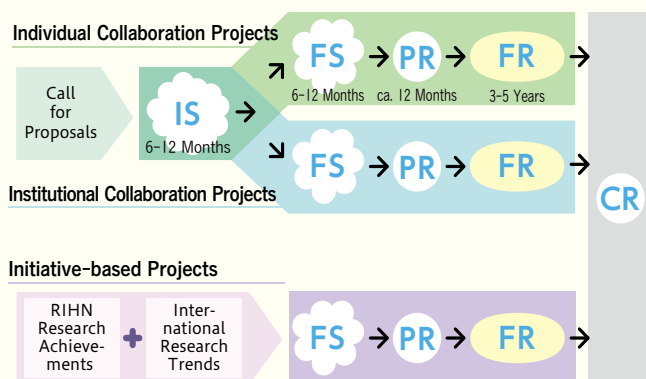 Individual Collaboration Projects
Call
for
Proposals
IS
6-12 Months
FS
PR
FR
6-12 Months
ca. 12 Months
3-5 Years
FS
PR
FR
Institutional Collaboration Projects
CR
Initiative-based Projects
RIHN
Research
Achieve-
ments
+
Inter-
national
Research
Trends
FS
PR
FR